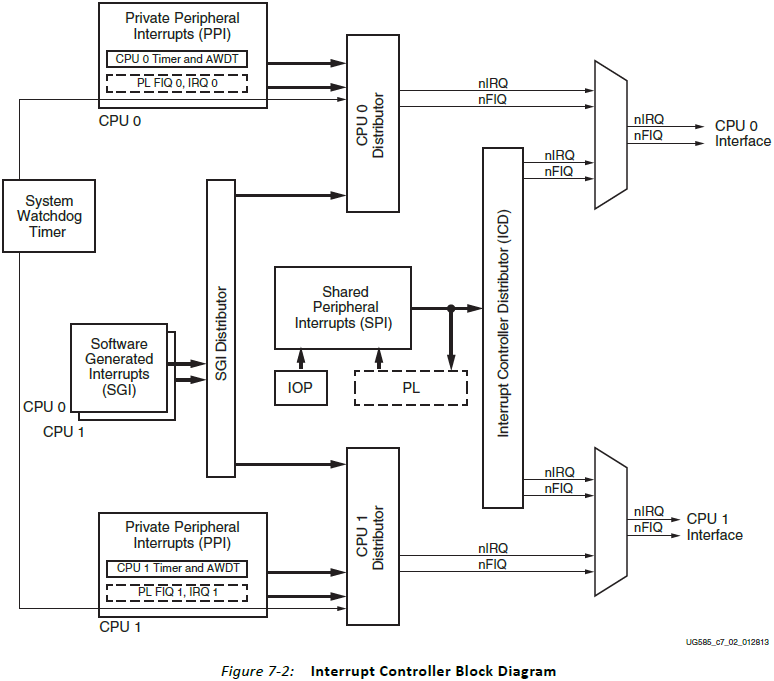 Private Peripheral
Interrupts (PPI)
CPU 0 Timer and AWDT
PL FIQ 0, IRQ 0
CPU 0
CPU 0
Distributor
nIRQ
nFIQ
nIRQ
nFIQ
nIRQ
nFIQ
CPU 0
Interface
System
Watchdog
Timer
SGI Distributor
Shared
Peripheral
Interrupts (SPI)
IOP
PL
Interrupt Controller Distributor (ICD)
Software
Generated
Interrupts
(SGI)
CPU 0
CPU 1
Private Peripheral
Interrupts (PPI)
CPU 1 Timer and AWDT
PL FIQ 1, IRQ 1
CPU 1
CPU 1
Distributor
nIRQ
nFIQ
nIRQ
nFIQ
nIRQ
nFIQ
CPU 1
Interface
UG585_c7_02_012813
Figure 7-2: Interrupt Controller Block Diagram